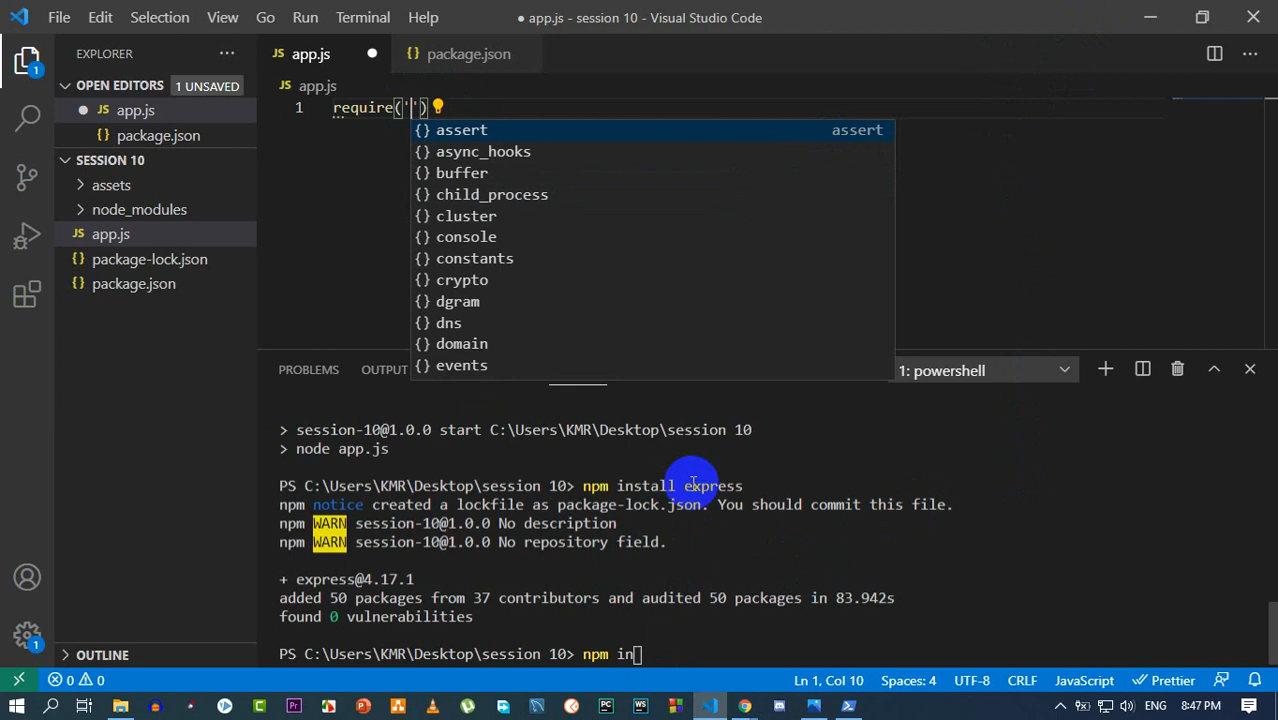 File Edit Selection View Go Run Terminal Help ● app.js - session 10 - Visual Studio Code
EXPLORER ···
JS app.js ●
{} package.json
OPEN EDITORS 1 UNSAVED
● JS app.js
{} package.json
SESSION 10
assets
node_modules
JS app.js
{} package-lock.json
{} package.json
OUTLINE
JS app.js
1 require('')
{} assert assert
{} async_hooks
{} buffer
{} child_process
{} cluster
{} console
{} constants
{} crypto
{} dgram
{} dns
{} domain
{} events
PROBLEMS OUTPUT 1: powershell
> session-10@1.0.0 start C:\Users\KMR\Desktop\session 10
> node app.js
PS C:\Users\KMR\Desktop\session 10> npm install express
npm notice created a lockfile as package-lock.json. You should commit this file.
npm WARN session-10@1.0.0 No description
npm WARN session-10@1.0.0 No repository field.
+ express@4.17.1
added 50 packages from 37 contributors and audited 50 packages in 83.942s
found 0 vulnerabilities
PS C:\Users\KMR\Desktop\session 10> npm in
1
1
0 0 Ln 1, Col 10 Spaces: 4 UTF-8 CRLF JavaScript Prettier
ENG 8:47 PM